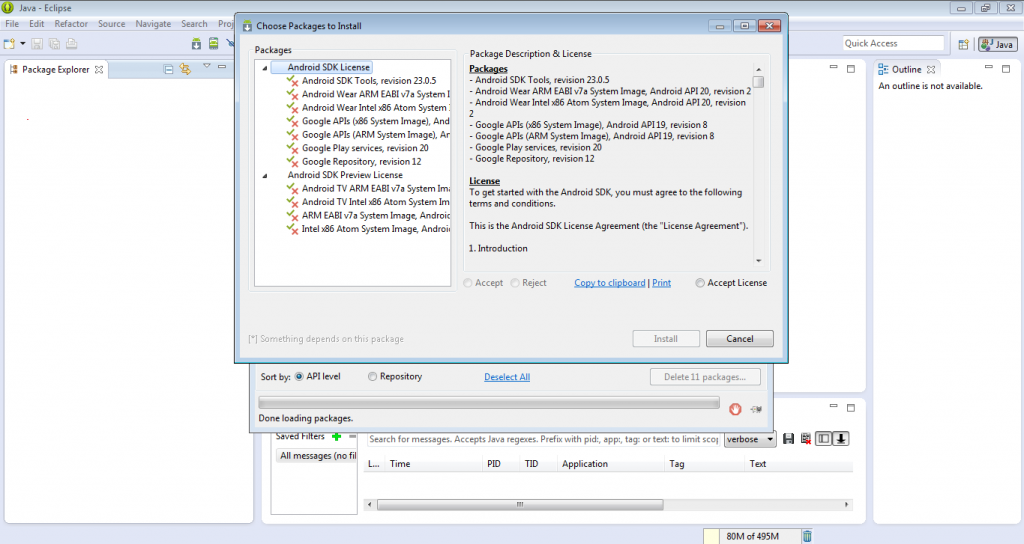 Java - Eclipse
File Edit Refactor Source Navigate Search Proj
Quick Access
Java
Package Explorer
Outline
An outline is not available.
Choose Packages to Install
Packages
Android SDK License
Android SDK Tools, revision 23.0.5
Android Wear ARM EABI v7a System
Android Wear Intel x86 Atom System I
Google APIs (x86 System Image), And
Google APIs (ARM System Image), A
Google Play services, revision 20
Google Repository, revision 12
Android SDK Preview License
Android TV ARM EABI v7a System Im
Android TV Intel x86 Atom System Im
ARM EABI v7a System Image, Android
Intel x86 Atom System Image, Androi
Package Description & License
Packages
- Android SDK Tools, revision 23.0.5
- Android Wear ARM EABI v7a System Image, Android API 20, revision 2
- Android Wear Intel x86 Atom System Image, Android API 20, revision
2
- Google APIs (x86 System Image), Android API 19, revision 8
- Google APIs (ARM System Image), Android API 19, revision 8
- Google Play services, revision 20
- Google Repository, revision 12
License
To get started with the Android SDK, you must agree to the following
terms and conditions.
This is the Android SDK License Agreement (the "License Agreement").
1. Introduction
Accept Reject Copy to clipboard | Print Accept License
[*] Something depends on this package
Install Cancel
Sort by: API level Repository Deselect All Delete 11 packages...
Done loading packages.
Saved Filters
Search for messages. Accepts Java regexes. Prefix with pid:, app:, tag: or text: to limit scop
verbose
All messages (no fil
L... Time PID TID Application Tag Text
80M of 495M